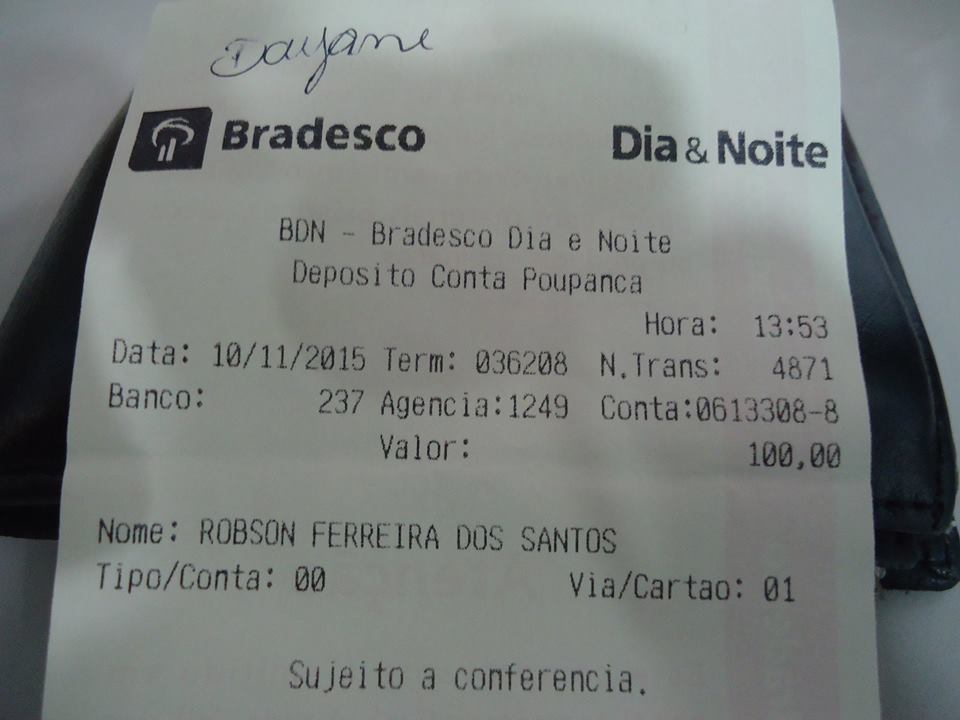 Dayane
Bradesco Dia & Noite
BDN - Bradesco Dia e Noite
Deposito Conta Poupanca
Hora: 13:53
Data: 10/11/2015 Term: 036208 N.Trans: 4871
Banco: 237 Agencia:1249 Conta:0613308-8
Valor: 100,00
Nome: ROBSON FERREIRA DOS SANTOS
Tipo/Conta: 00 Via/Cartao: 01
Sujeito a conferencia.